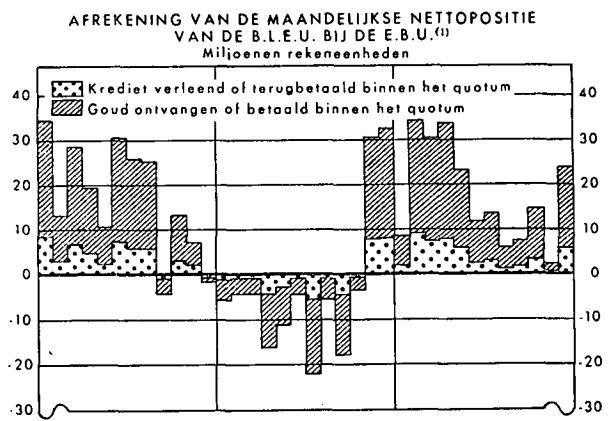 AFREKENING VAN DE MAANDELIJKSE NETTOPOSITIE
VAN DE B.L.E.U. BIJ DE E.B.U.(1)
Miljoenen rekeneenheden
Krediet verleend of terugbetaald binnen het quotum
Goud ontvangen of betaald binnen het quotum
40 40
30 30
20 20
10 10
0 0
-10 -10
-20 -20
-30 -30